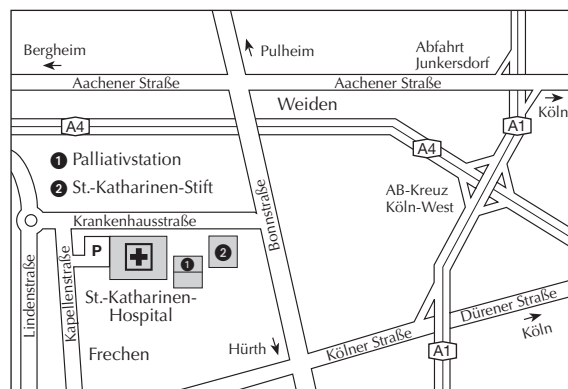 Bergheim
Pulheim
Abfahrt
Junkersdorf
Aachener Straße
Aachener Straße
Köln
Weiden
A4
A1
A4
1 Palliativstation
2 St.-Katharinen-Stift
AB-Kreuz
Köln-West
Krankenhausstraße
Bonnstraße
Lindenstraße
Kapellenstraße
P
1
2
St.-Katharinen-
Hospital
Frechen
Hürth
Kölner Straße
Dürener Straße
Köln
A1